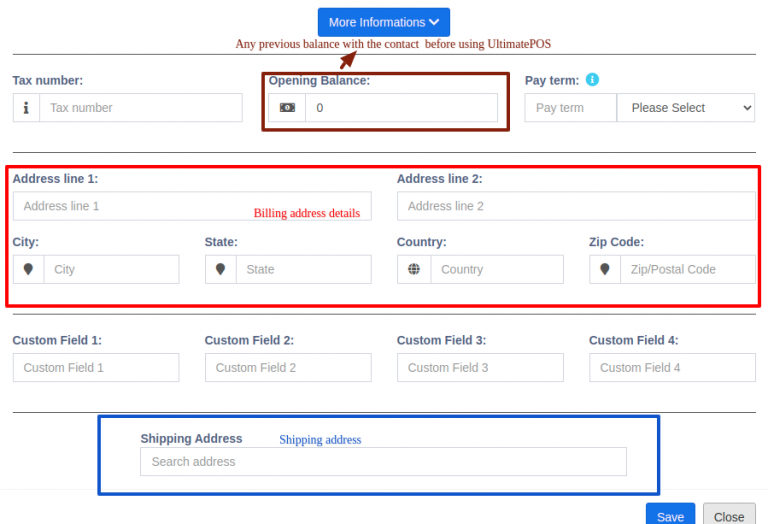 More Informations
Any previous balance with the contact before using UltimatePOS
Tax number: Opening Balance: Pay term:
Tax number 0 Pay term Please Select
Address line 1: Address line 2:
Address line 1 Address line 2
Billing address details
City: State: Country: Zip Code:
City State Country Zip/Postal Code
Custom Field 1: Custom Field 2: Custom Field 3: Custom Field 4:
Custom Field 1 Custom Field 2 Custom Field 3 Custom Field 4
Shipping Address Shipping address
Search address
Save Close